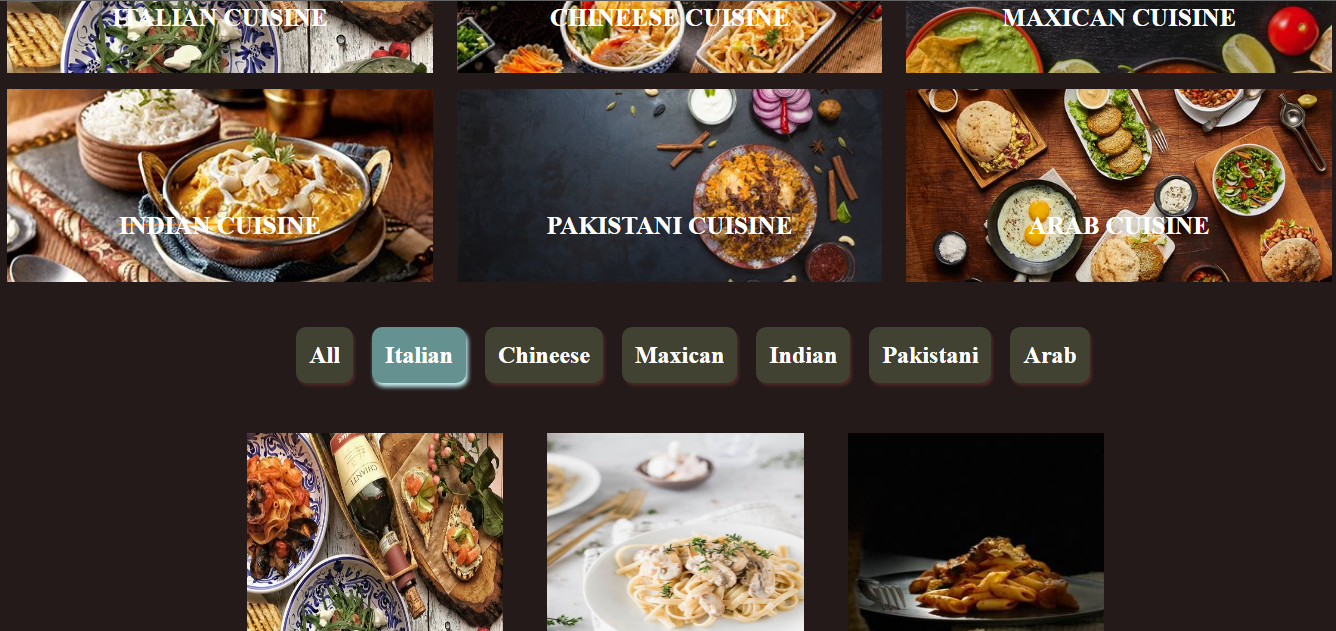 ITALIAN CUISINE
CHINEESE CUISINE
MAXICAN CUISINE
INDIAN CUISINE
PAKISTANI CUISINE
ARAB CUISINE
All
Italian
Chineese
Maxican
Indian
Pakistani
Arab
CHIANTI